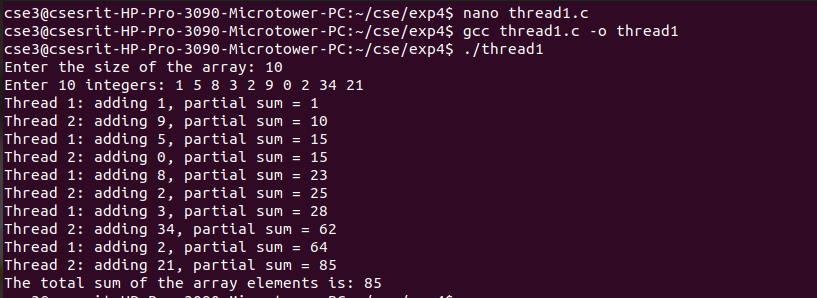 cse3@csesrit-HP-Pro-3090-Microtower-PC:~/cse/exp4$ nano thread1.c
cse3@csesrit-HP-Pro-3090-Microtower-PC:~/cse/exp4$ gcc thread1.c -o thread1
cse3@csesrit-HP-Pro-3090-Microtower-PC:~/cse/exp4$ ./thread1
Enter the size of the array: 10
Enter 10 integers: 1 5 8 3 2 9 0 2 34 21
Thread 1: adding 1, partial sum = 1
Thread 2: adding 9, partial sum = 10
Thread 1: adding 5, partial sum = 15
Thread 2: adding 0, partial sum = 15
Thread 1: adding 8, partial sum = 23
Thread 2: adding 2, partial sum = 25
Thread 1: adding 3, partial sum = 28
Thread 2: adding 34, partial sum = 62
Thread 1: adding 2, partial sum = 64
Thread 2: adding 21, partial sum = 85
The total sum of the array elements is: 85